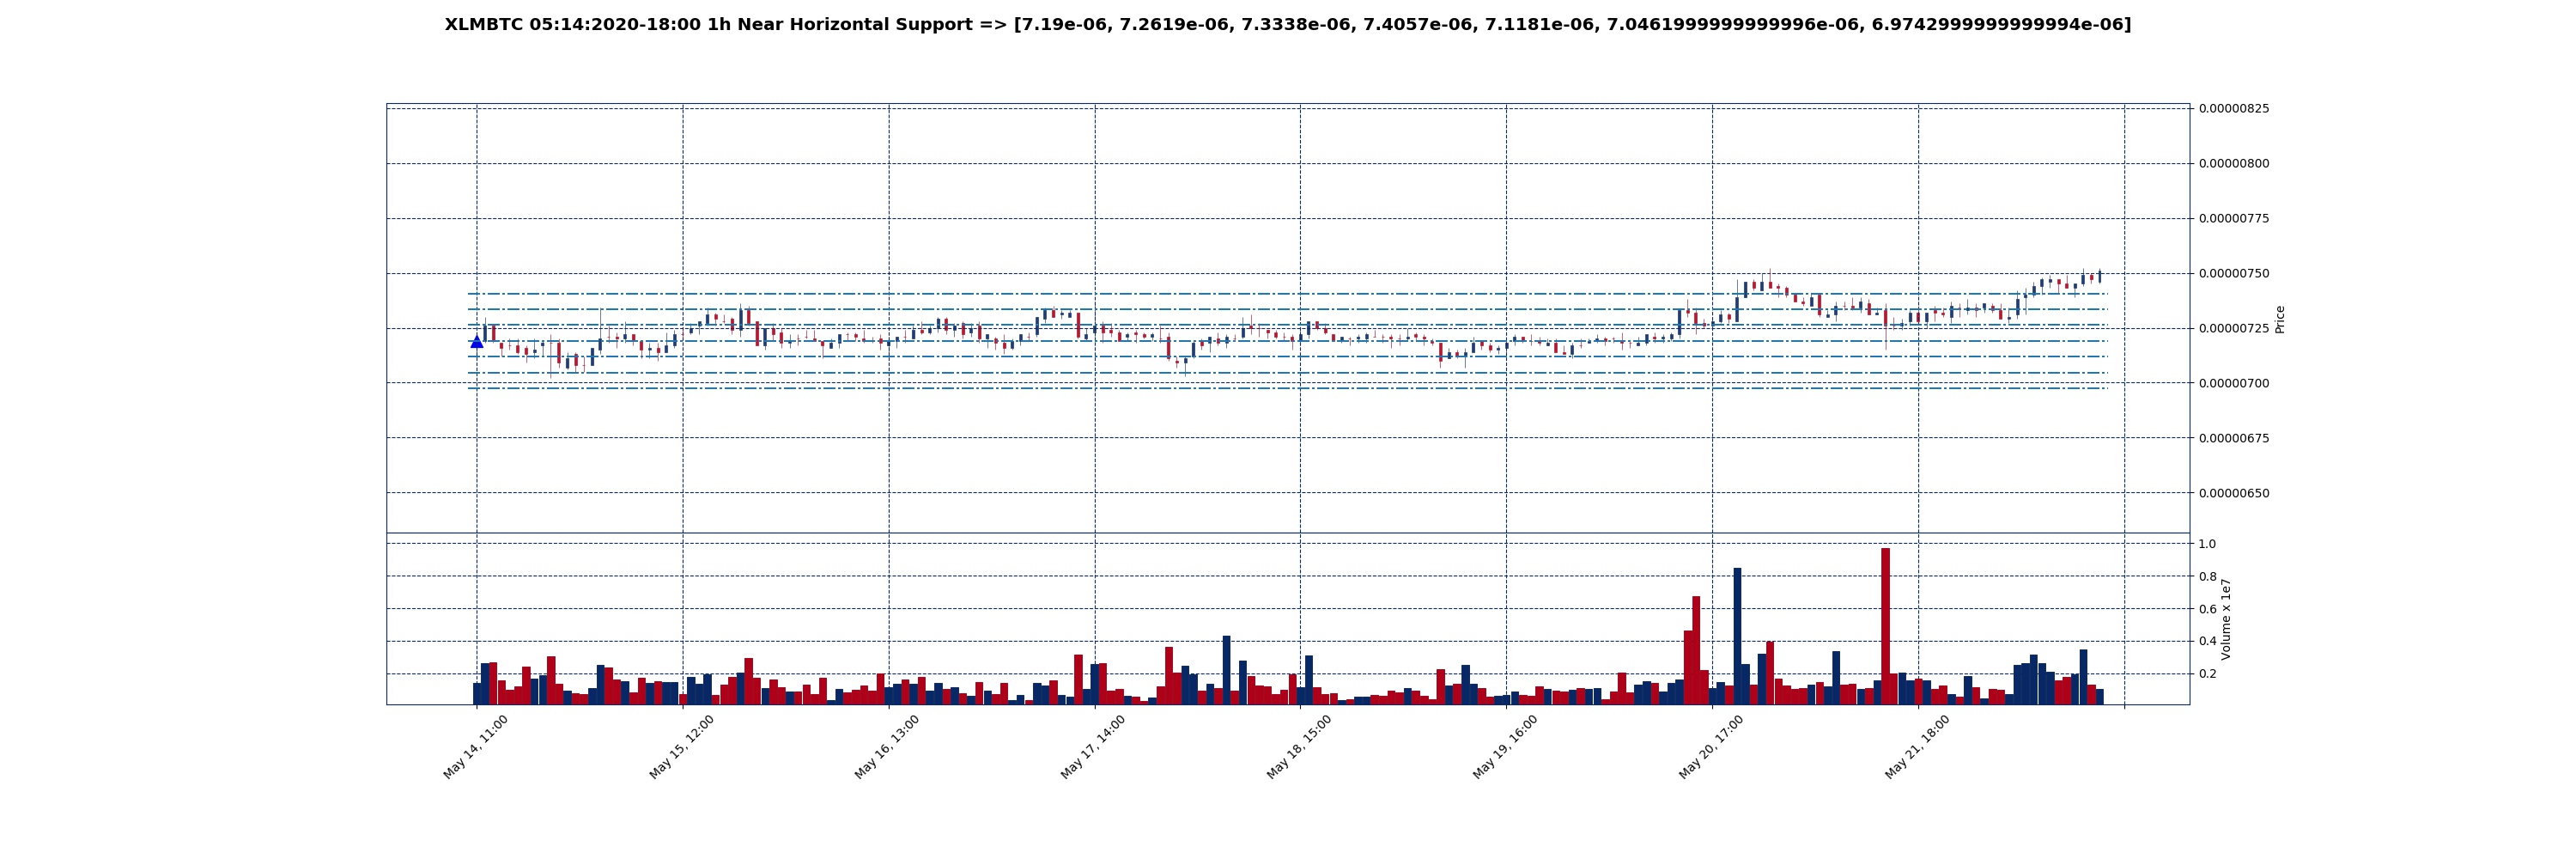 XLMBTC 05:14:2020-18:00 1h Near Horizontal Support => [7.19e-06, 7.2619e-06, 7.3338e-06, 7.4057e-06, 7.1181e-06, 7.0461999999999996e-06, 6.9742999999999994e-06]
0.00000825
0.00000800
0.00000775
0.00000750
0.00000725
0.00000700
0.00000675
0.00000650
Price
1.0
0.8
0.6
0.4
0.2
Volume x 1e7
May 14, 11:00
May 15, 12:00
May 16, 13:00
May 17, 14:00
May 18, 15:00
May 19, 16:00
May 20, 17:00
May 21, 18:00